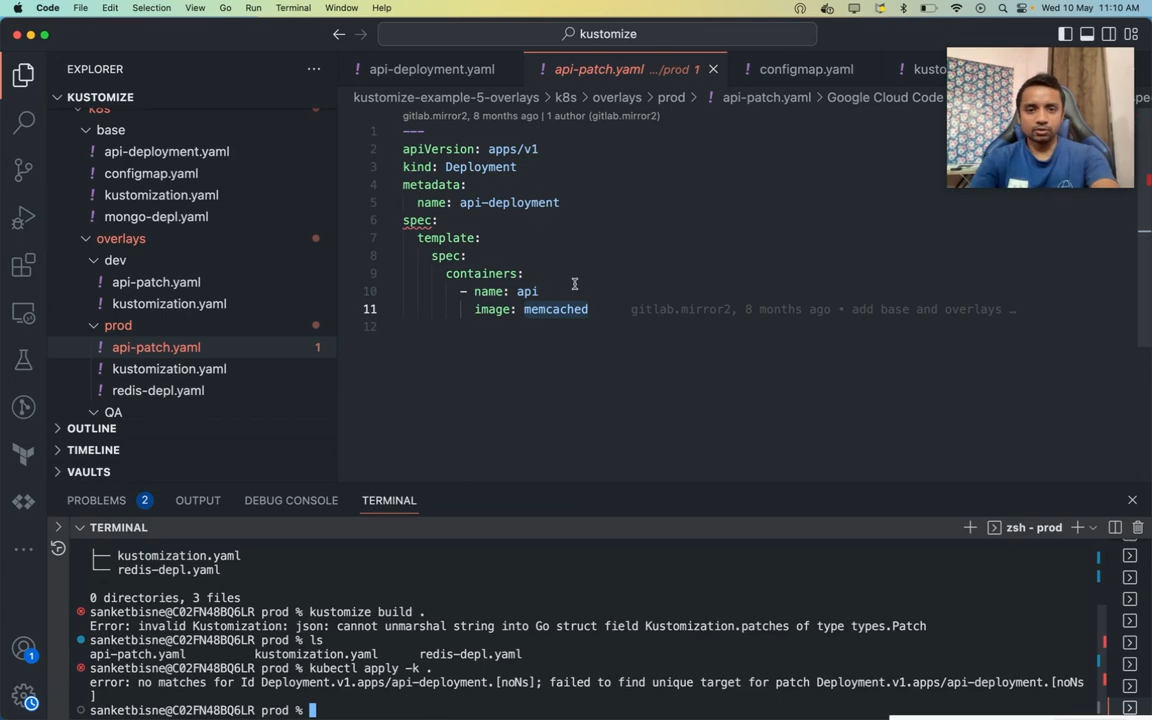 Code File Edit Selection View Go Run Terminal Window Help Wed 10 May 11:10 AM
kustomize
EXPLORER
api-deployment.yaml api-patch.yaml .../prod 1 configmap.yaml kusto
KUSTOMIZE
kustomize-example-5-overlays > k8s > overlays > prod > ! api-patch.yaml > Google Cloud Code
k8s
base
! api-deployment.yaml
! configmap.yaml
! kustomization.yaml
! mongo-depl.yaml
overlays
dev
! api-patch.yaml
! kustomization.yaml
prod
! api-patch.yaml 1
! kustomization.yaml
! redis-depl.yaml
QA
OUTLINE
TIMELINE
VAULTS
gitlab.mirror2, 8 months ago | 1 author (gitlab.mirror2)
1 ---
2 apiVersion: apps/v1
3 kind: Deployment
4 metadata:
5 name: api-deployment
6 spec:
7 template:
8 spec:
9 containers:
10 - name: api
11 image: memcached gitlab.mirror2, 8 months ago • add base and overlays …
12
PROBLEMS 2 OUTPUT DEBUG CONSOLE TERMINAL
TERMINAL zsh - prod
├── kustomization.yaml
└── redis-depl.yaml
0 directories, 3 files
sanketbisne@C02FN48BQ6LR prod % kustomize build .
Error: invalid Kustomization: json: cannot unmarshal string into Go struct field Kustomization.patches of type types.Patch
sanketbisne@C02FN48BQ6LR prod % ls
api-patch.yaml kustomization.yaml redis-depl.yaml
sanketbisne@C02FN48BQ6LR prod % kubectl apply -k .
error: no matches for Id Deployment.v1.apps/api-deployment.[noNs]; failed to find unique target for patch Deployment.v1.apps/api-deployment.[noNs
]
sanketbisne@C02FN48BQ6LR prod %
1